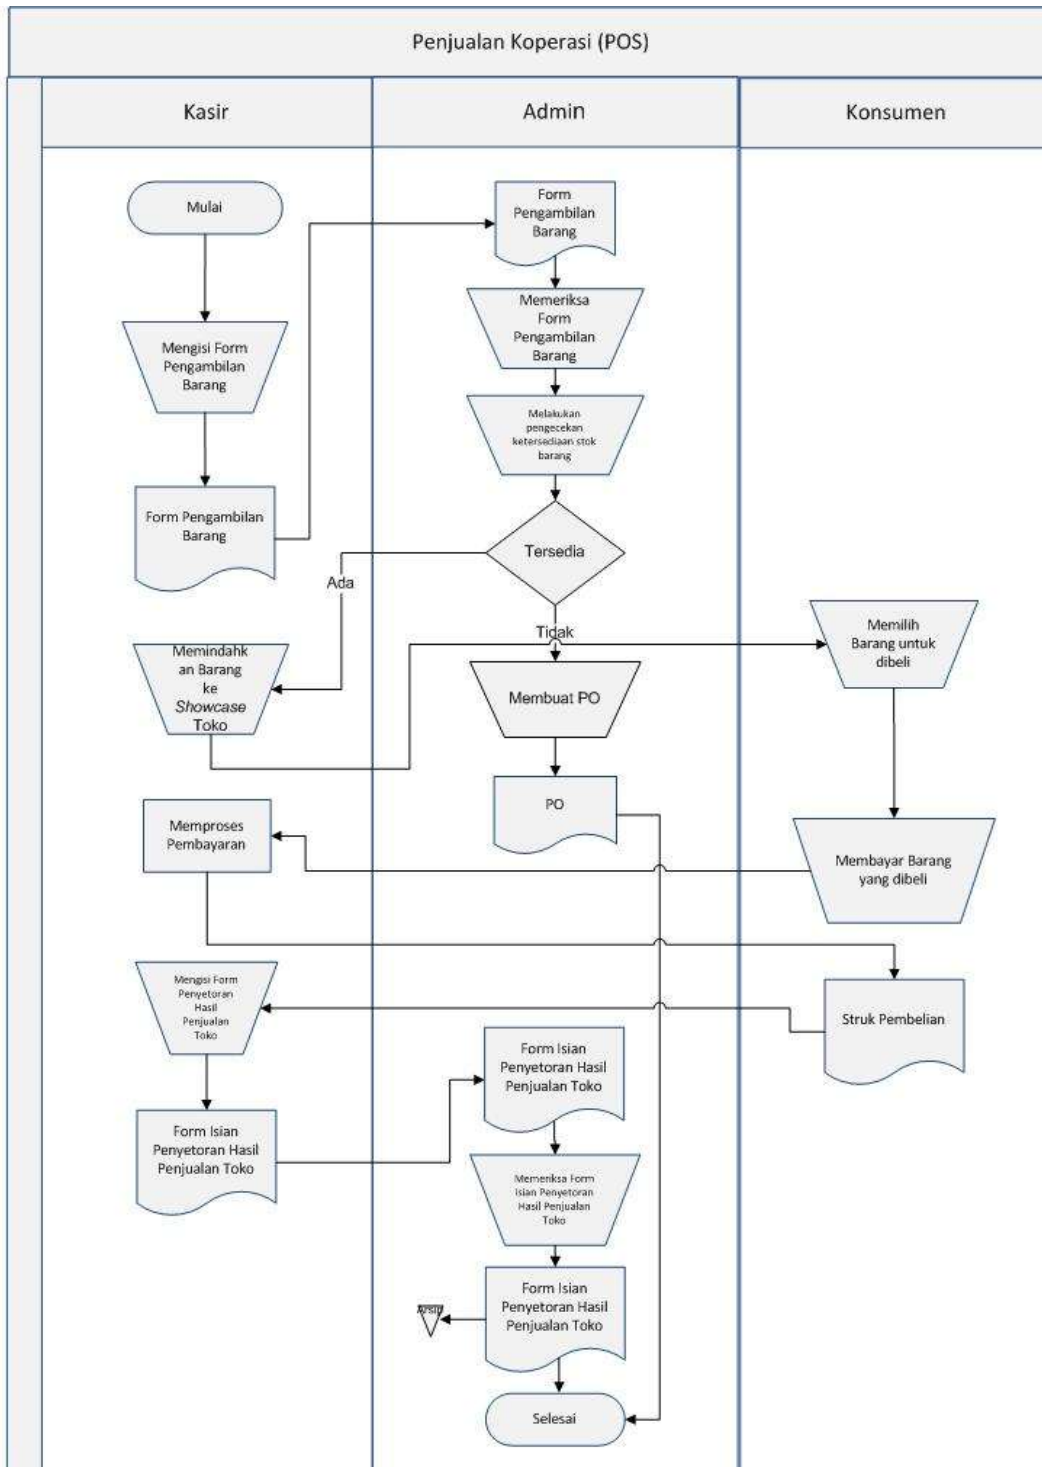 Penjualan Koperasi (POS)
Kasir
Admin
Konsumen
Mulai
Mengisi Form
Pengambilan
Barang
Form Pengambilan
Barang
Form
Pengambilan
Barang
Memeriksa
Form
Pengambilan
Barang
Melakukan
pengecekan
ketersediaan stok
barang
Tersedia
Ada
Tidak
Memindahk
an Barang
ke
Showcase
Toko
Membuat PO
PO
Memilih
Barang untuk
dibeli
Membayar Barang
yang dibeli
Memproses
Pembayaran
Struk Pembelian
Mengisi Form
Penyetoran
Hasil
Penjualan
Toko
Form Isian
Penyetoran Hasil
Penjualan Toko
Form Isian
Penyetoran Hasil
Penjualan Toko
Memeriksa Form
Isian Penyetoran
Hasil Penjualan
Toko
Form Isian
Penyetoran Hasil
Penjualan Toko
Arsip
Selesai